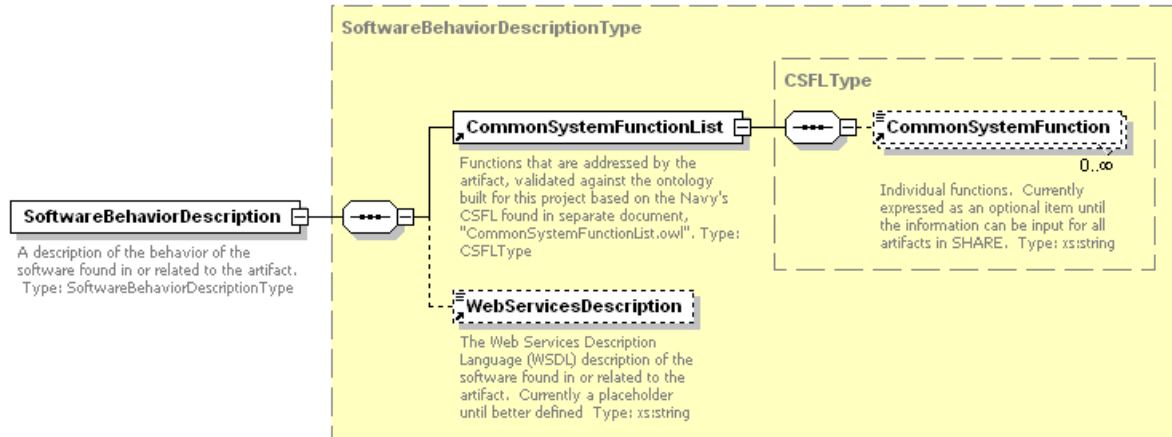 SoftwareBehaviorDescriptionType
CSFLType
CommonSystemFunctionList
CommonSystemFunction
0..∞
Functions that are addressed by the
artifact, validated against the ontology
built for this project based on the Navy's
CSFL found in separate document,
"CommonSystemFunctionList.owl". Type:
CSFLType
Individual functions. Currently
expressed as an optional item until
the information can be input for all
artifacts in SHARE. Type: xs:string
SoftwareBehaviorDescription
A description of the behavior of the
software found in or related to the artifact.
Type: SoftwareBehaviorDescriptionType
WebServicesDescription
The Web Services Description
Language (WSDL) description of the
software found in or related to the
artifact. Currently a placeholder
until better defined Type: xs:string